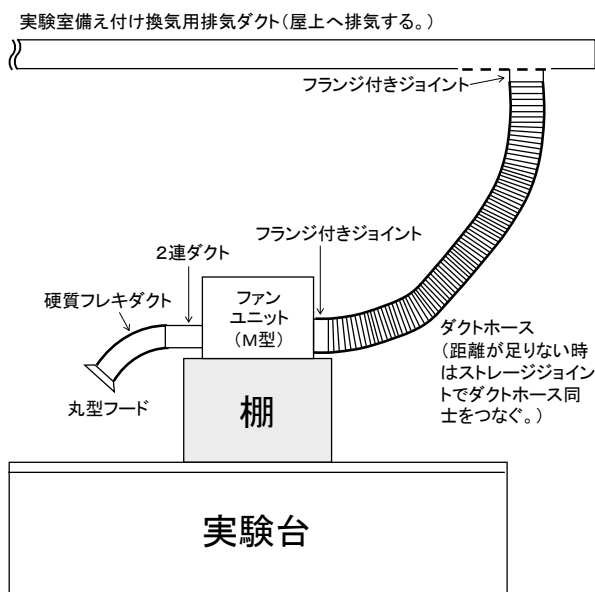 実験室備え付け換気用排気ダクト（屋上へ排気する。）
フランジ付きジョイント
フランジ付きジョイント
２連ダクト
硬質フレキダクト
ファン
ユニット
（M型）
ダクトホース
（距離が足りない時
はストレージジョイン
トでダクトホース同
士をつなぐ。）
丸型フード
棚
実験台